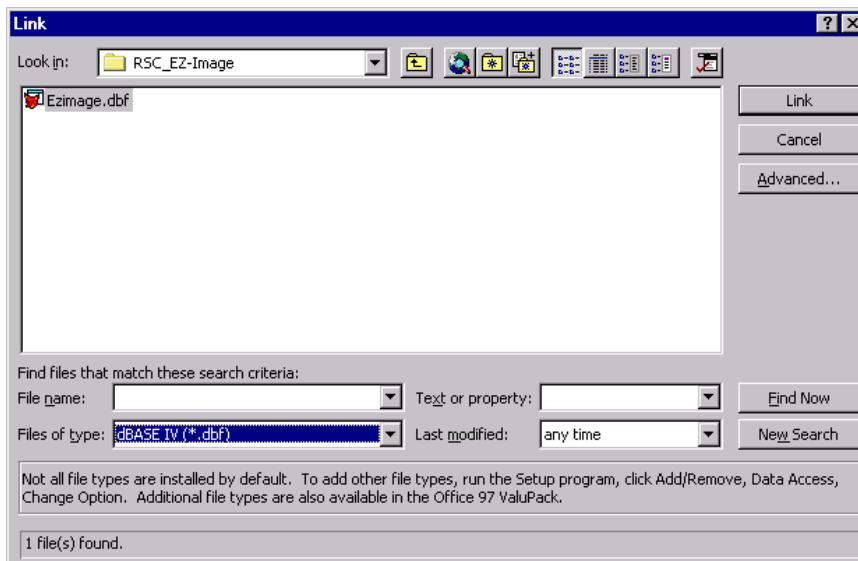 Link
Look in: RSC_EZ-Image
Ezimage.dbf
Link
Cancel
Advanced...
Find files that match these search criteria:
File name: Text or property: Find Now
Files of type: dBASE IV (*.dbf) Last modified: any time New Search
Not all file types are installed by default. To add other file types, run the Setup program, click Add/Remove, Data Access,
Change Option. Additional file types are also available in the Office 97 ValuPack.
1 file(s) found.